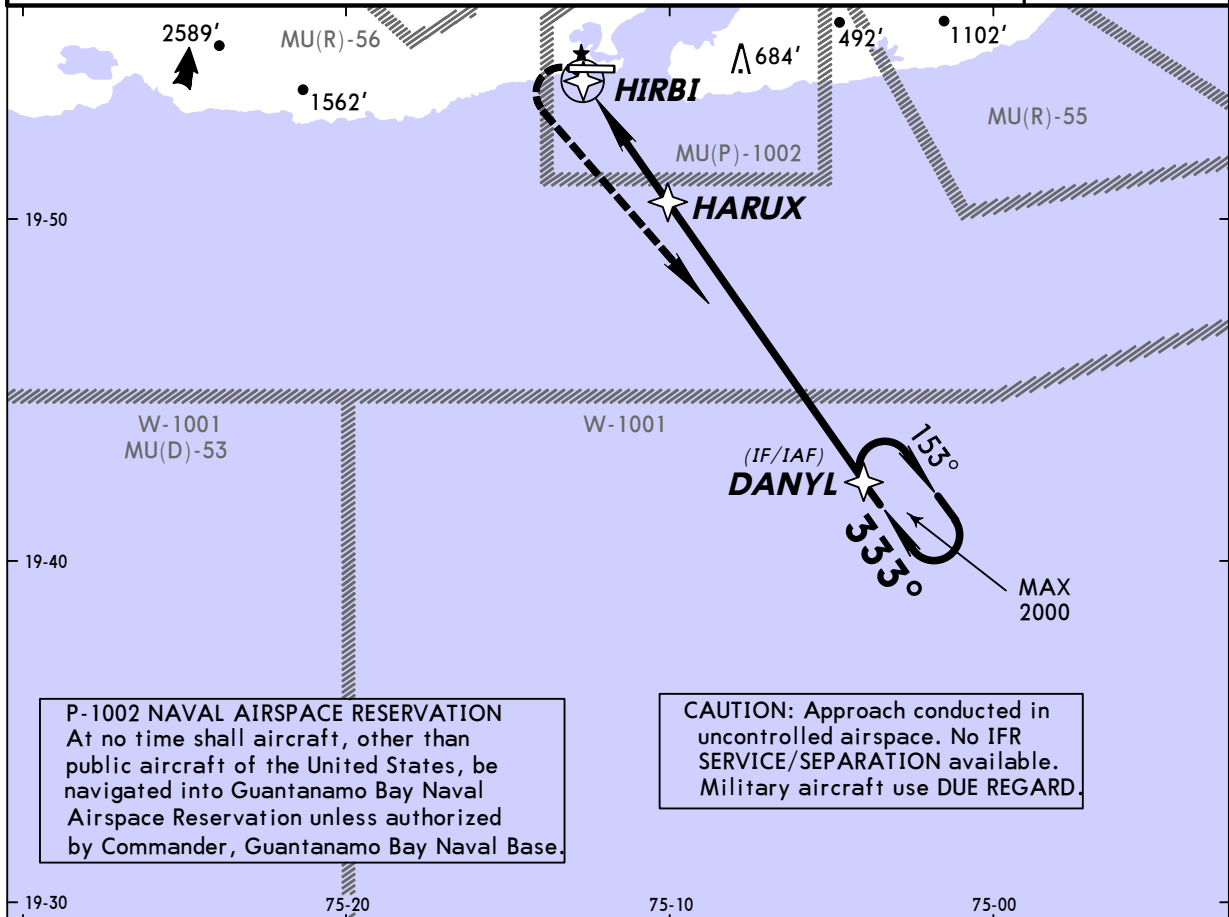 2589'
MU(R)-56
492'
1102'
684'
1562'
HIRBI
MU(R)-55
MU(P)-1002
HARUX
19-50
W-1001
MU(D)-53
W-1001
(IF/IAF)
DANYL
153°
333°
19-40
MAX
2000
P-1002 NAVAL AIRSPACE RESERVATION
At no time shall aircraft, other than
public aircraft of the United States, be
navigated into Guantanamo Bay Naval
Airspace Reservation unless authorized
by Commander, Guantanamo Bay Naval Base.
CAUTION: Approach conducted in
uncontrolled airspace. No IFR
SERVICE/SEPARATION available.
Military aircraft use DUE REGARD.
19-30
75-20
75-10
75-00